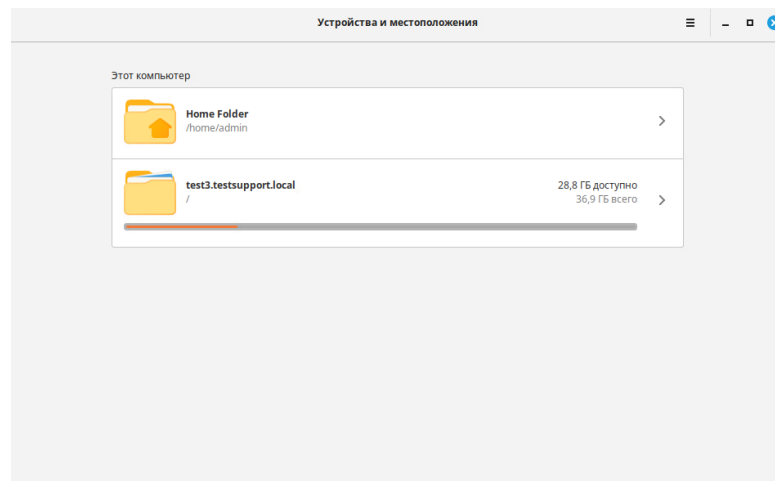 Устройства и местоположения
Этот компьютер
Home Folder
/home/admin
test3.testsupport.local
/
28,8 ГБ доступно
36,9 ГБ всего